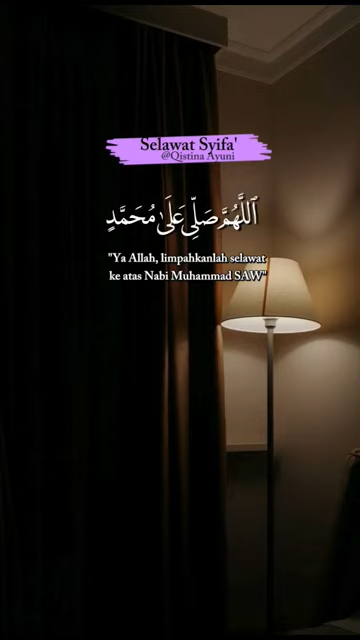 Selawat Syifa'
@Qistina Ayuni
اَللَّهُمَّ صَلِّى عَلَى مُحَمَّدٍ
"Ya Allah, limpahkanlah selawat
ke atas Nabi Muhammad SAW"